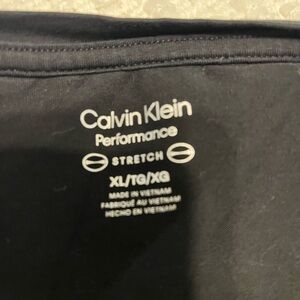 Calvin Klein
Performance
STRETCH
XL/TG/XG
MADE IN VIETNAM
FABRIQUÉ AU VIETNAM
HECHO EN VIETNAM